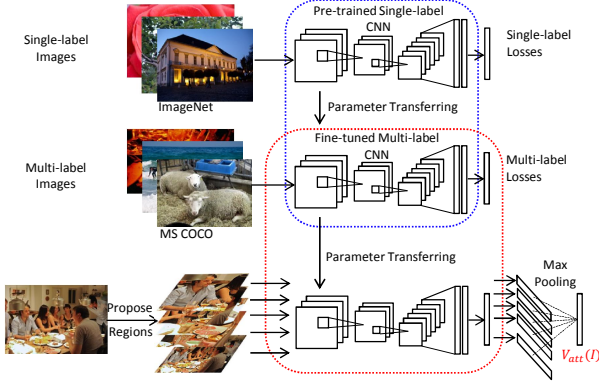 Single-label
Images
ImageNet
Pre-trained Single-label
CNN
Single-label
Losses
Parameter Transferring
Multi-label
Images
MS COCO
Fine-tuned Multi-label
CNN
Multi-label
Losses
Parameter Transferring
Propose
Regions
Max
Pooling
V_att(I)